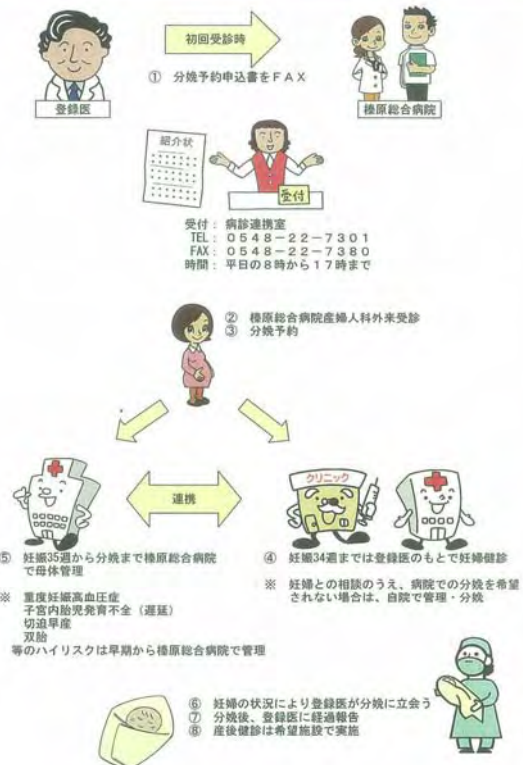 初回受診時
① 分娩予約申込書をFAX
登録医
榛原総合病院
紹介状
受付
受付： 病診連携室
TEL： 0548－22－7301
FAX： 0548－22－7380
時間： 平日の8時から17時まで
② 榛原総合病院産婦人科外来受診
③ 分娩予約
連携
クリニック
⑤ 妊娠35週から分娩まで榛原総合病院
で母体管理
※ 重度妊娠高血圧症
子宮内胎児発育不全（遅延）
切迫早産
双胎
等のハイリスクは早期から榛原総合病院で管理
④ 妊娠34週までは登録医のもとで妊婦健診
※ 妊婦との相談のうえ、病院での分娩を希望
されない場合は、自院で管理・分娩
⑥ 妊婦の状況により登録医が分娩に立会う
⑦ 分娩後、登録医に経過報告
⑧ 産後健診は希望施設で実施